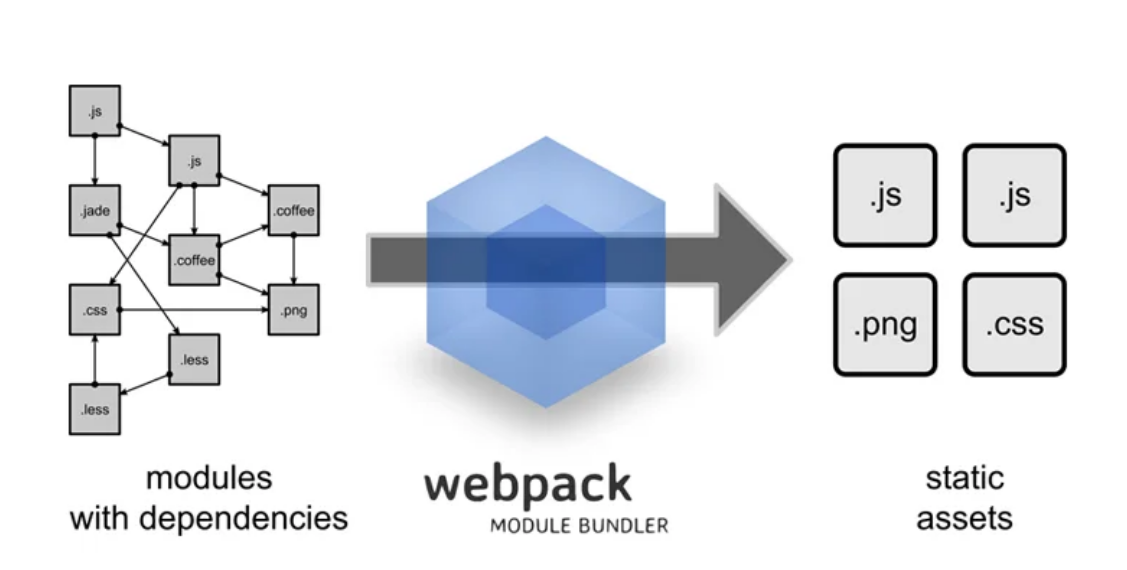 .js
.js
.jade
.coffee
.coffee
.css
.png
.less
.less
modules
with dependencies
webpack
MODULE BUNDLER
.js
.js
.png
.css
static
assets